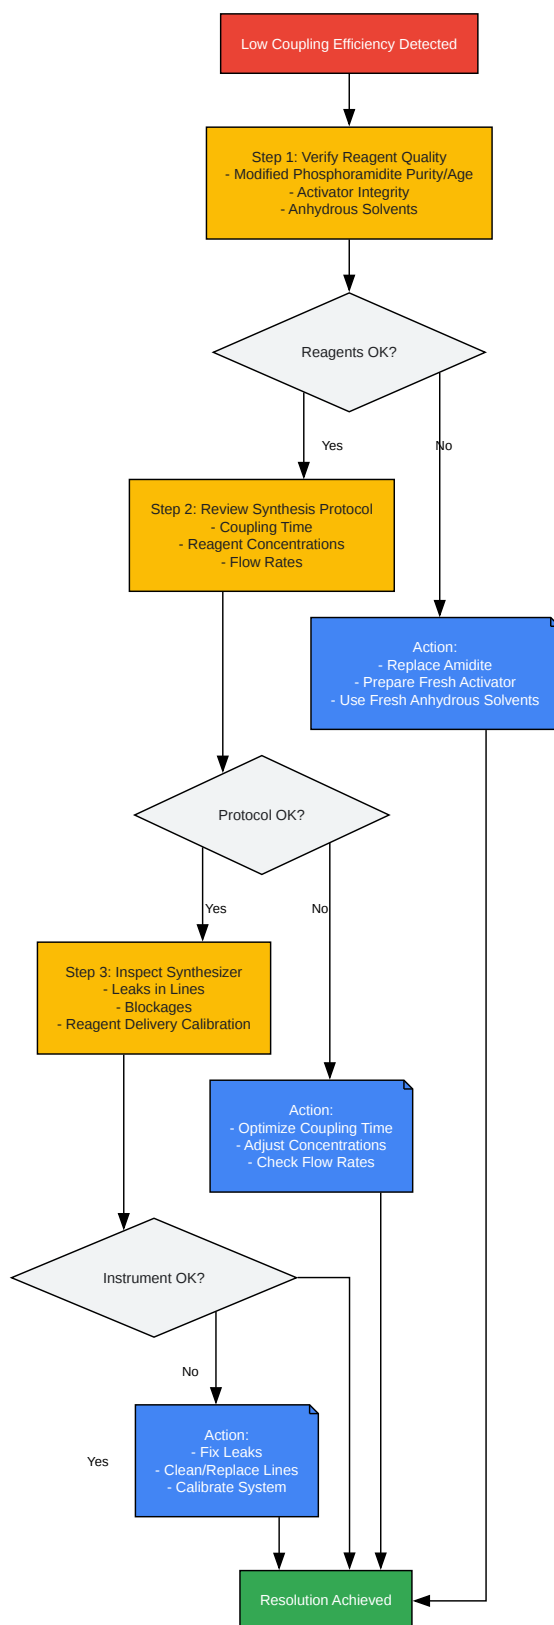 Low Coupling Efficiency Detected
Step 1: Verify Reagent Quality
- Modified Phosphoramidite Purity/Age
- Activator Integrity
- Anhydrous Solvents
Reagents OK?
Yes
No
Step 2: Review Synthesis Protocol
- Coupling Time
- Reagent Concentrations
- Flow Rates
Action:
- Replace Amidite
- Prepare Fresh Activator
- Use Fresh Anhydrous Solvents
Protocol OK?
Yes
No
Step 3: Inspect Synthesizer
- Leaks in Lines
- Blockages
- Reagent Delivery Calibration
Action:
- Optimize Coupling Time
- Adjust Concentrations
- Check Flow Rates
Instrument OK?
No
Action:
- Fix Leaks
- Clean/Replace Lines
- Calibrate System
Yes
Resolution Achieved